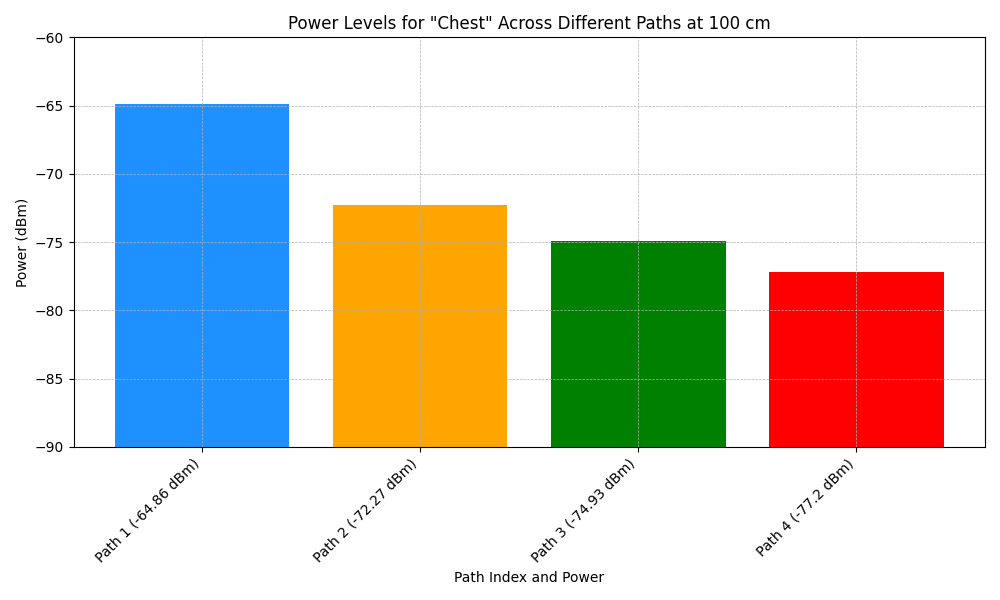 Power Levels for "Chest" Across Different Paths at 100 cm
Power (dBm)
−60
−65
−70
−75
−80
−85
−90
Path 1 (-64.86 dBm)
Path 2 (-72.27 dBm)
Path 3 (-74.93 dBm)
Path 4 (-77.2 dBm)
Path Index and Power